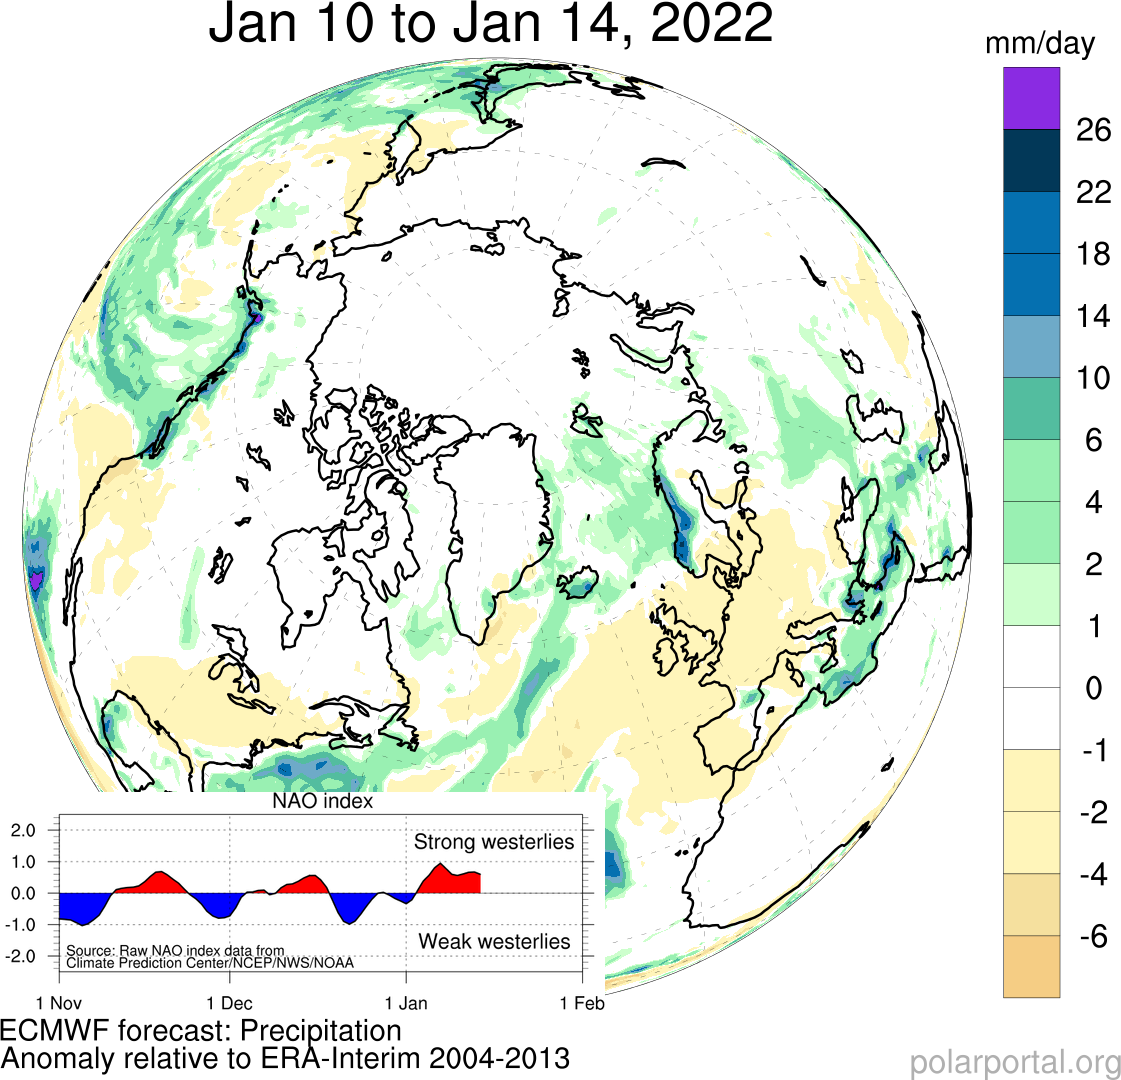 Jan 10 to Jan 14, 2022
mm/day
26
22
18
14
10
6
4
2
1
0
-1
-2
-4
-6
NAO index
2.0
1.0
0.0
-1.0
-2.0
Strong westerlies
Weak westerlies
Source: Raw NAO index data from
Climate Prediction Center/NCEP/NWS/NOAA
1 Nov 1 Dec 1 Jan 1 Feb
ECMWF forecast: Precipitation
Anomaly relative to ERA-Interim 2004-2013
polarportal.org